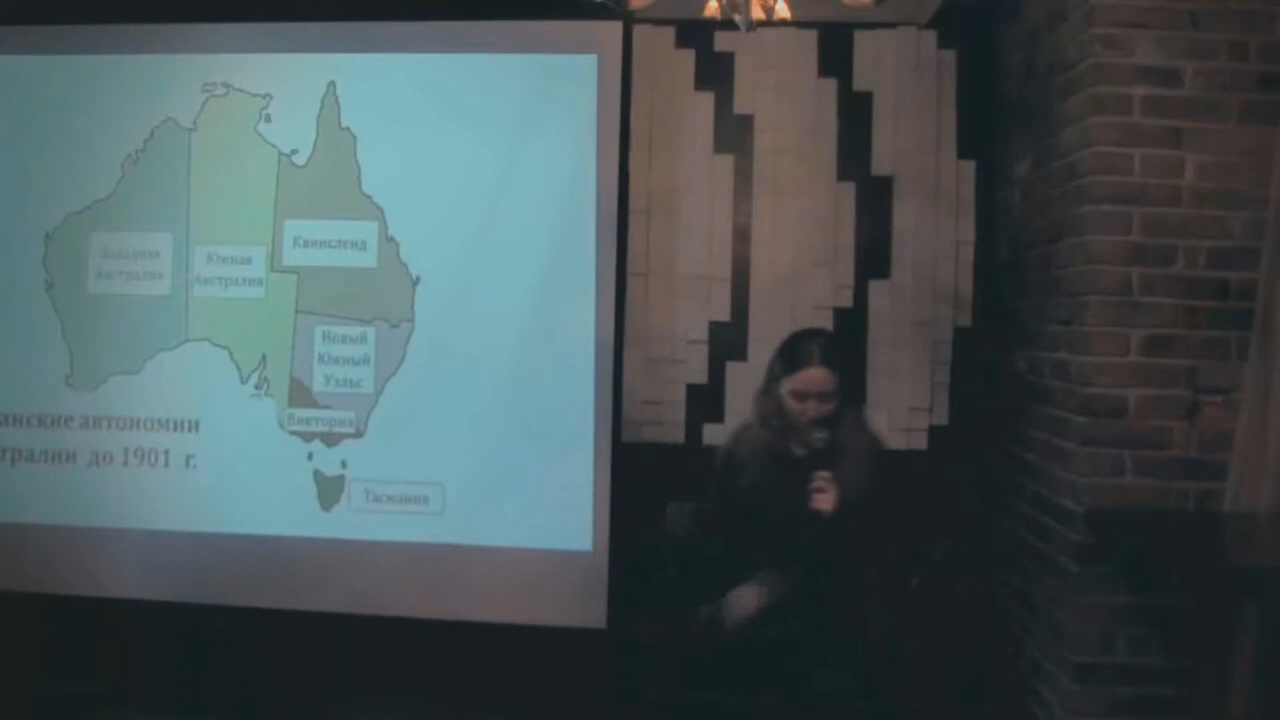 Западная
Австралия
Южная
Австралия
Квинсленд
Новый
Южный
Уэльс
Виктория
анские автономии
тралии до 1901 г.
Тасмания